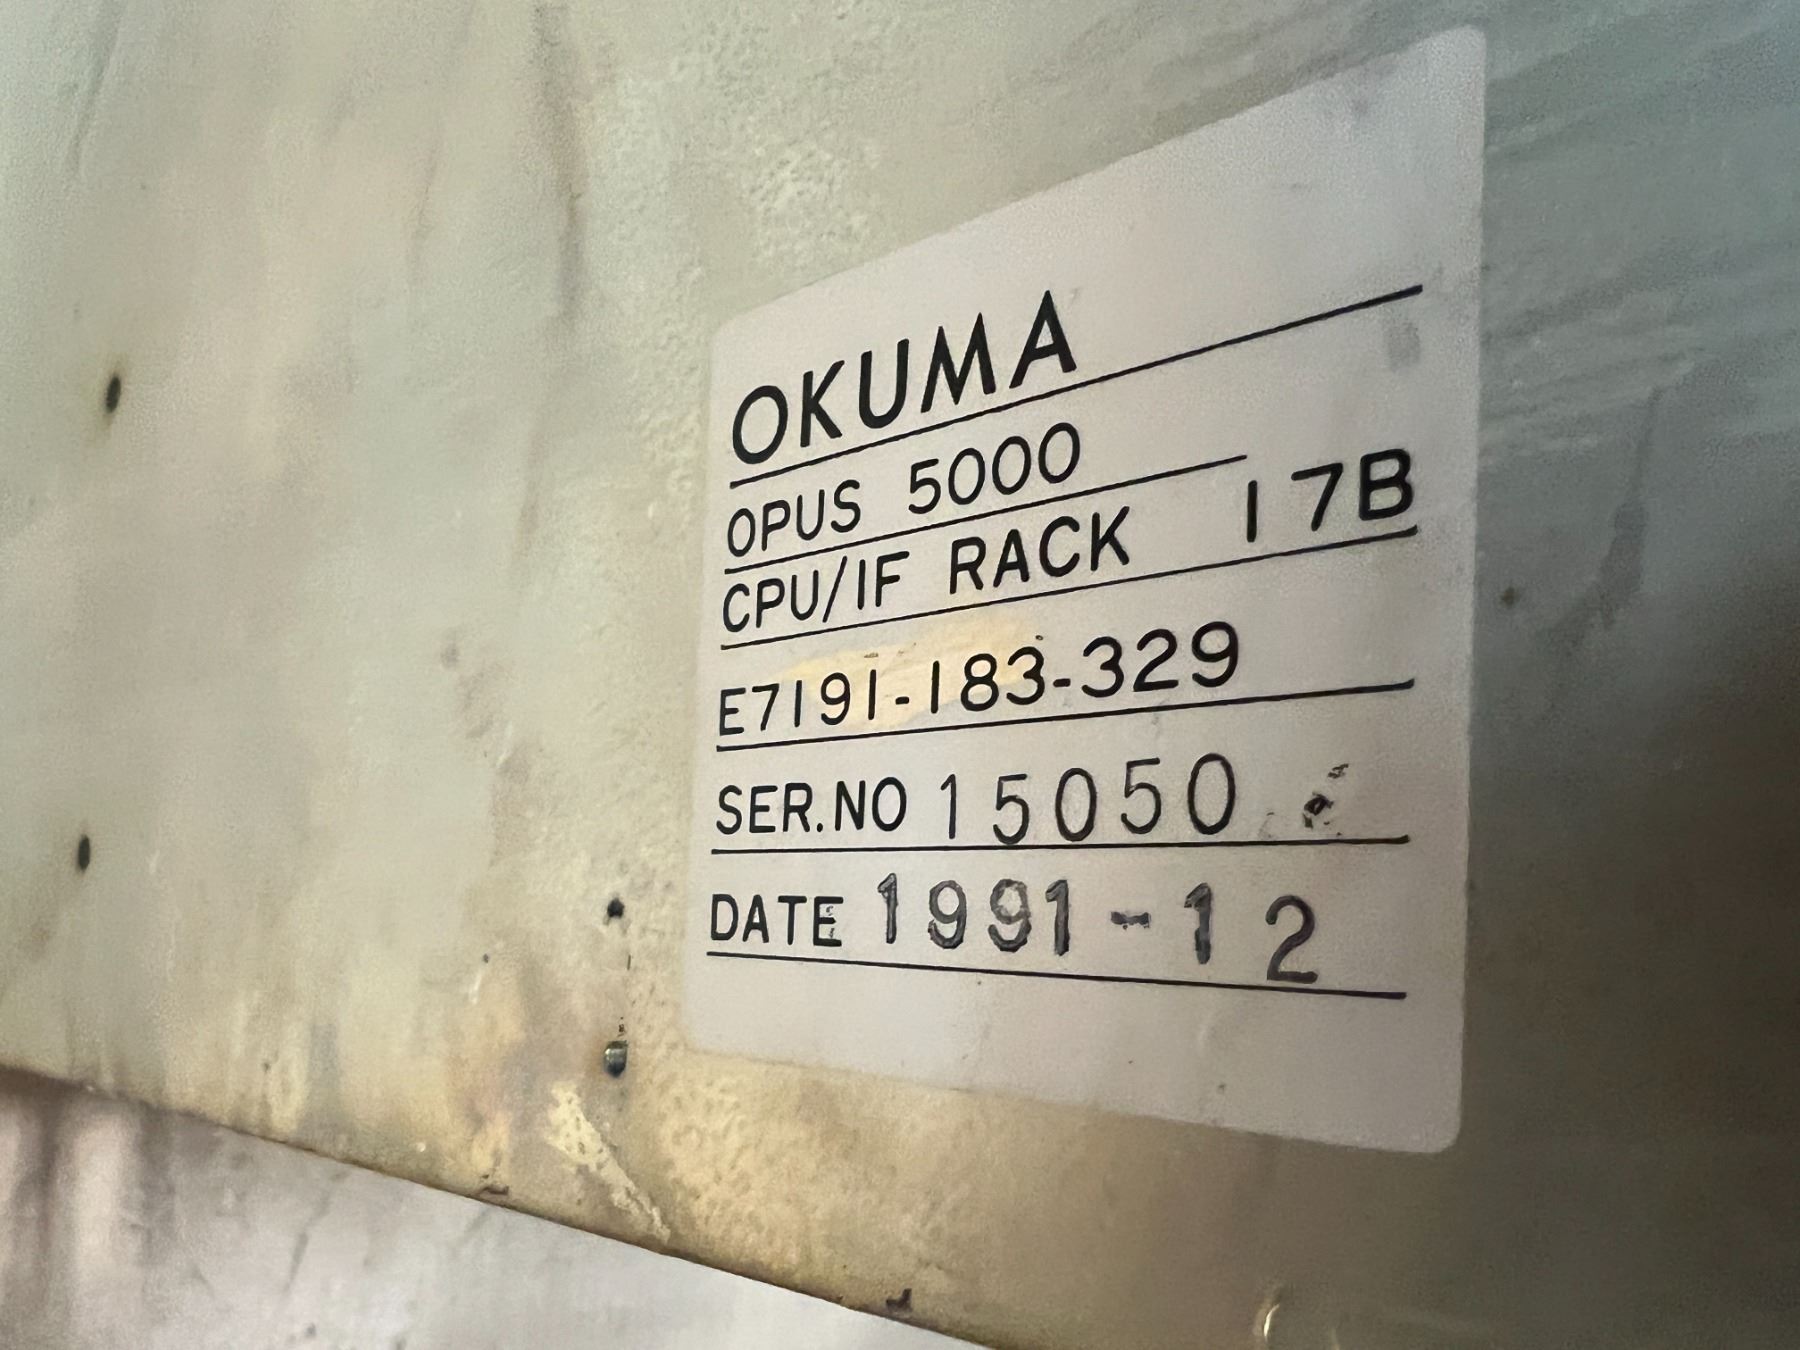 OKUMA
OPUS 5000
CPU/IF RACK 17B
E7191-183-329
SER.NO 15050
DATE 1991-12